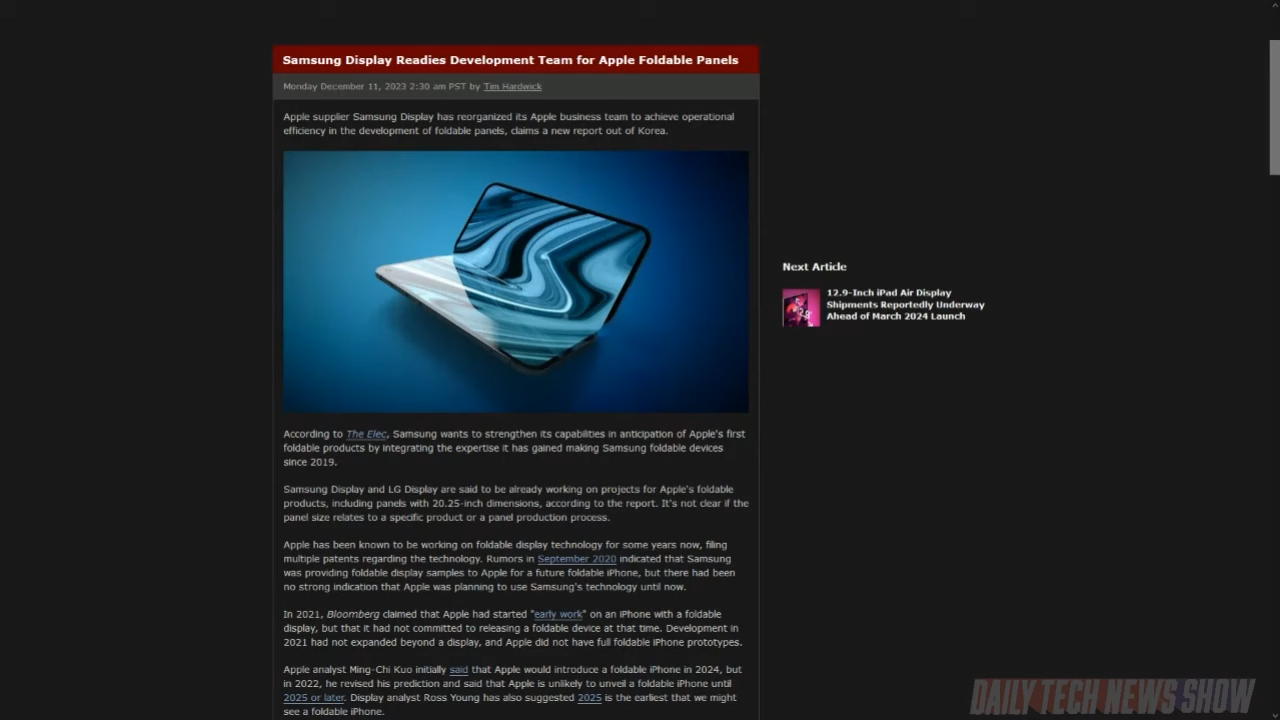 Samsung Display Readies Development Team for Apple Foldable Panels
Monday December 11, 2023 2:30 am PST by Tim Hardwick
Apple supplier Samsung Display has reorganized its Apple business team to achieve operational
efficiency in the development of foldable panels, claims a new report out of Korea.
Next Article
12.9-Inch iPad Air Display
Shipments Reportedly Underway
Ahead of March 2024 Launch
According to The Elec, Samsung wants to strengthen its capabilities in anticipation of Apple's first
foldable products by integrating the expertise it has gained making Samsung foldable devices
since 2019.
Samsung Display and LG Display are said to be already working on projects for Apple's foldable
products, including panels with 20.25-inch dimensions, according to the report. It's not clear if the
panel size relates to a specific product or a panel production process.
Apple has been known to be working on foldable display technology for some years now, filing
multiple patents regarding the technology. Rumors in September 2020 indicated that Samsung
was providing foldable display samples to Apple for a future foldable iPhone, but there had been
no strong indication that Apple was planning to use Samsung's technology until now.
In 2021, Bloomberg claimed that Apple had started "early work" on an iPhone with a foldable
display, but that it had not committed to releasing a foldable device at that time. Development in
2021 had not expanded beyond a display, and Apple did not have full foldable iPhone prototypes.
Apple analyst Ming-Chi Kuo initially said that Apple would introduce a foldable iPhone in 2024, but
in 2022, he revised his prediction and said that Apple is unlikely to unveil a foldable iPhone until
2025 or later. Display analyst Ross Young has also suggested 2025 is the earliest that we might
see a foldable iPhone.
DAILY TECH NEWS SHOW